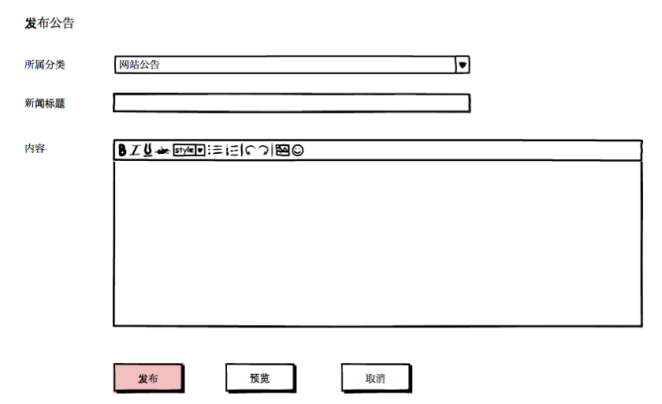 发布公告
所属分类 网站公告
新闻标题
内容
B I U abc style
发布 预览 取消